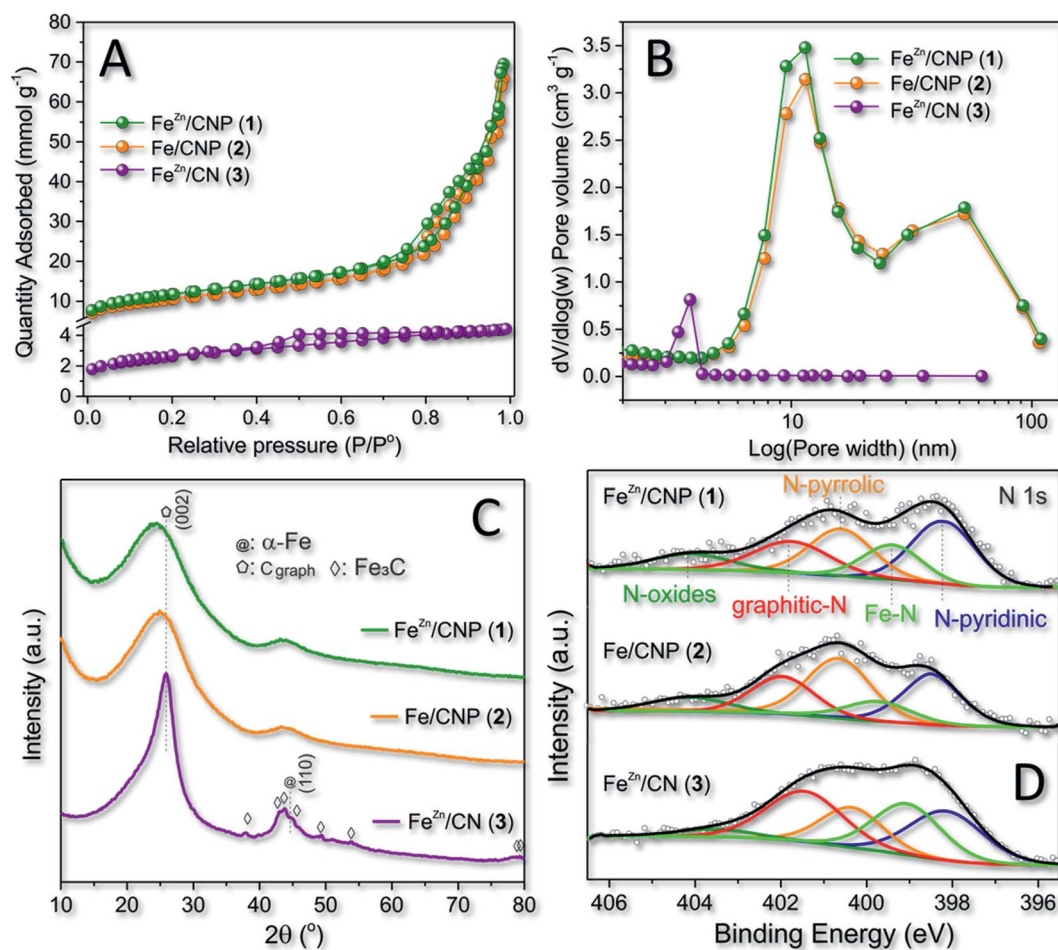 A
80
70
60
50
40
30
20
10
4
2
0
Quantity Adsorbed (mmol g⁻¹)
Fe^Zn/CNP (1)
Fe/CNP (2)
Fe^Zn/CN (3)
0.0 0.2 0.4 0.6 0.8 1.0
Relative pressure (P/P°)
B
3.5
3.0
2.5
2.0
1.5
1.0
0.5
0.0
dV/dlog(w) Pore volume (cm³ g⁻¹)
Fe^Zn/CNP (1)
Fe/CNP (2)
Fe^Zn/CN (3)
10 100
Log(Pore width) (nm)
C
(002)
@: α-Fe
⬠: C graph ◊: Fe₃C
Fe^Zn/CNP (1)
Fe/CNP (2)
@
(110)
Fe^Zn/CN (3)
Intensity (a.u.)
10 20 30 40 50 60 70 80
2θ (°)
Fe^Zn/CNP (1)
N-pyrrolic
N 1s
N-oxides
graphitic-N
Fe-N
N-pyridinic
Fe/CNP (2)
Fe^Zn/CN (3)
D
Intensity (a.u.)
406 404 402 400 398 396
Binding Energy (eV)